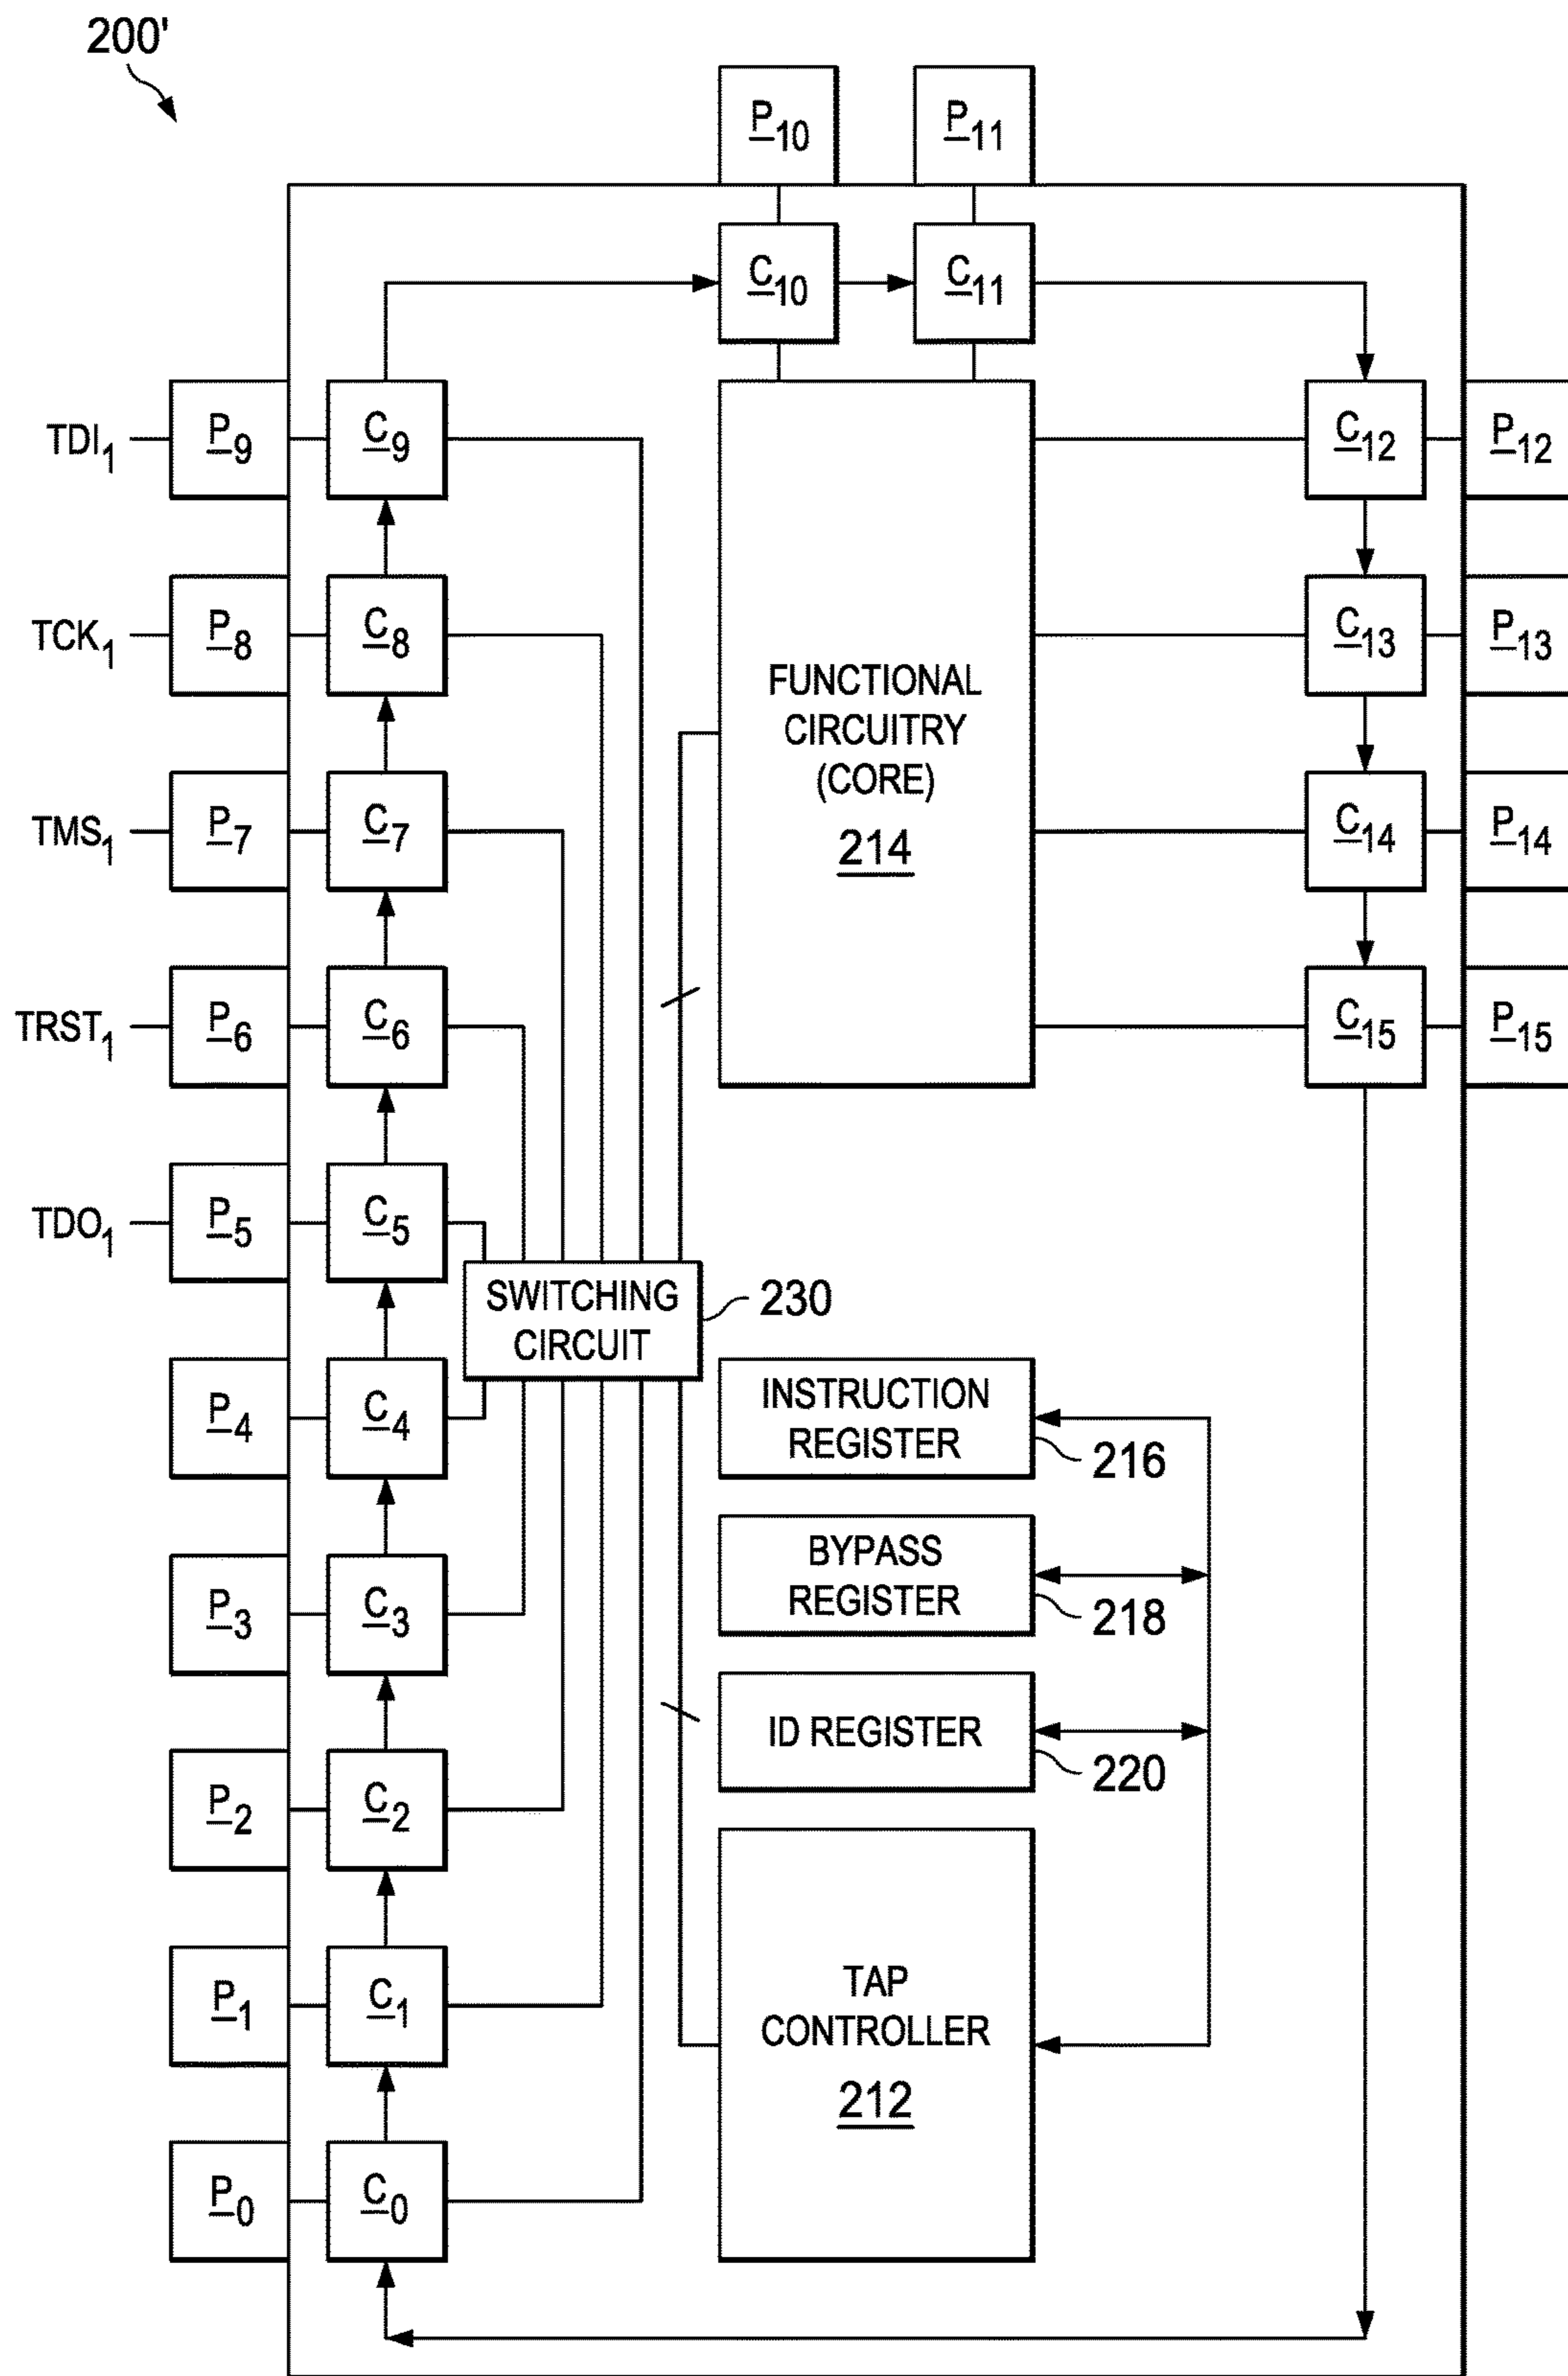 200'
P10
P11
C10
C11
TDI1
P9
C9
C12
P12
TCK1
P8
C8
C13
P13
FUNCTIONAL
CIRCUITRY
(CORE)
214
TMS1
P7
C7
C14
P14
TRST1
P6
C6
C15
P15
TDO1
P5
C5
SWITCHING
CIRCUIT
230
P4
C4
INSTRUCTION
REGISTER
216
P3
C3
BYPASS
REGISTER
218
ID REGISTER
220
P2
C2
P1
C1
TAP
CONTROLLER
212
P0
C0